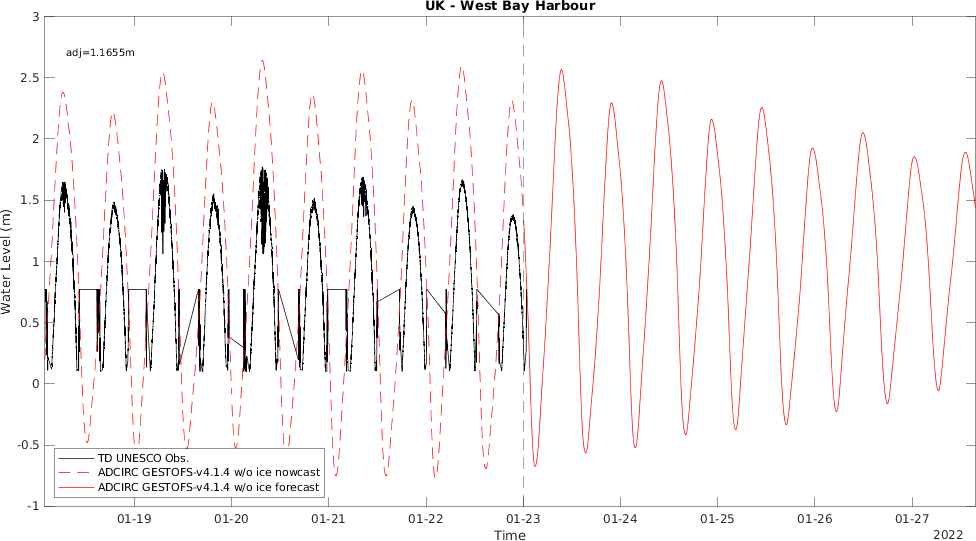 UK - West Bay Harbour
adj=1.1655m
3
2.5
2
1.5
1
0.5
0
-0.5
-1
Water Level (m)
TD UNESCO Obs.
ADCIRC GESTOFS-v4.1.4 w/o ice nowcast
ADCIRC GESTOFS-v4.1.4 w/o ice forecast
01-19 01-20 01-21 01-22 01-23 01-24 01-25 01-26 01-27
Time
2022